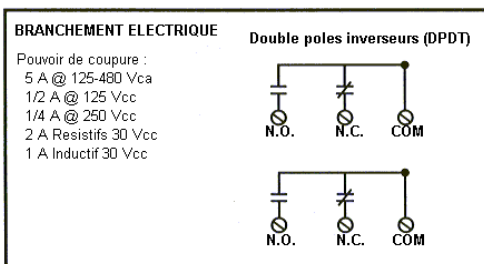 BRANCHEMENT ELECTRIQUE
Pouvoir de coupure :
5 A @ 125-480 Vca
1/2 A @ 125 Vcc
1/4 A @ 250 Vcc
2 A Resistifs 30 Vcc
1 A Inductif 30 Vcc
Double poles inverseurs (DPDT)
N.O. N.C. COM
N.O. N.C. COM